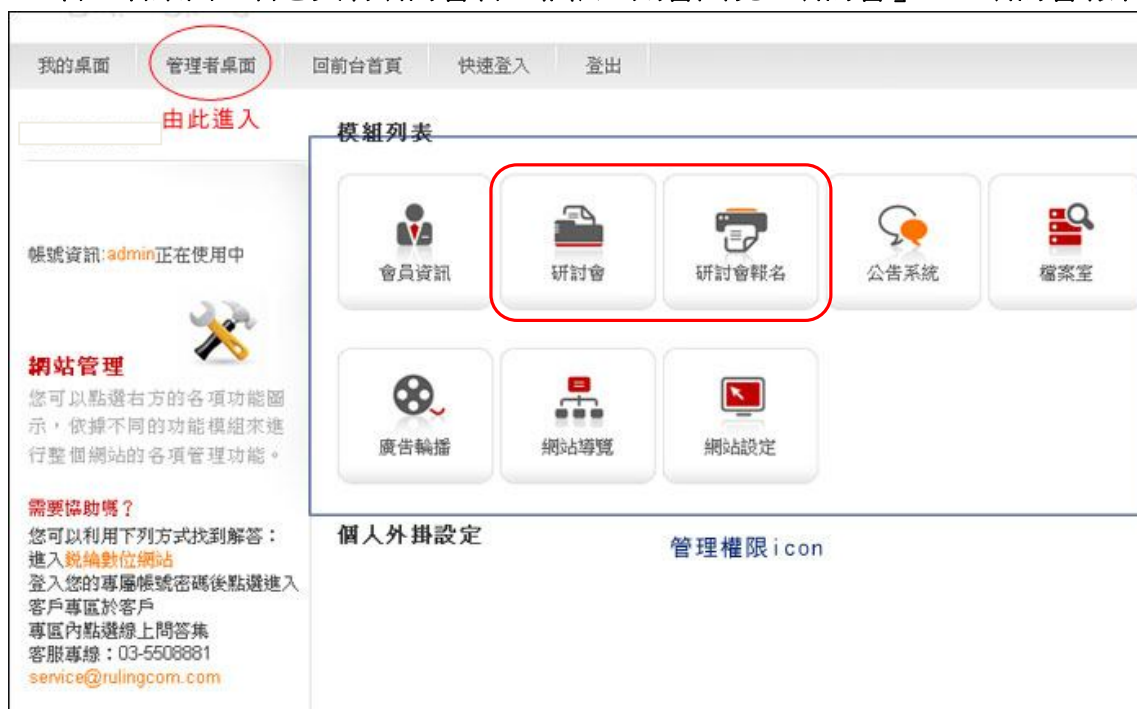 我的桌面
管理者桌面
回前台首頁
快速登入
登出
由此進入
模組列表
會員資訊
研討會
研討會報名
公告系統
檔案室
帳號資訊:admin正在使用中
廣告輪播
網站導覽
網站設定
網站管理
您可以點選右方的各項功能圖
示，依據不同的功能模組來進
行整個網站的各項管理功能。
需要協助嗎？
您可以利用下列方式找到解答：
進入銳綸數位網站
登入您的專屬帳號密碼後點選進入
客戶專區於客戶
專區內點選線上問答集
客服專線：03-5508881
service@rulingcom.com
個人外掛設定
管理權限icon